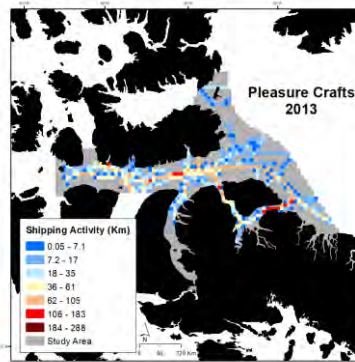 Pleasure Crafts
2013
Shipping Activity (Km)
0.05 - 7.1
7.2 - 17
18 - 35
36 - 61
62 - 105
106 - 183
184 - 288
Study Area
N